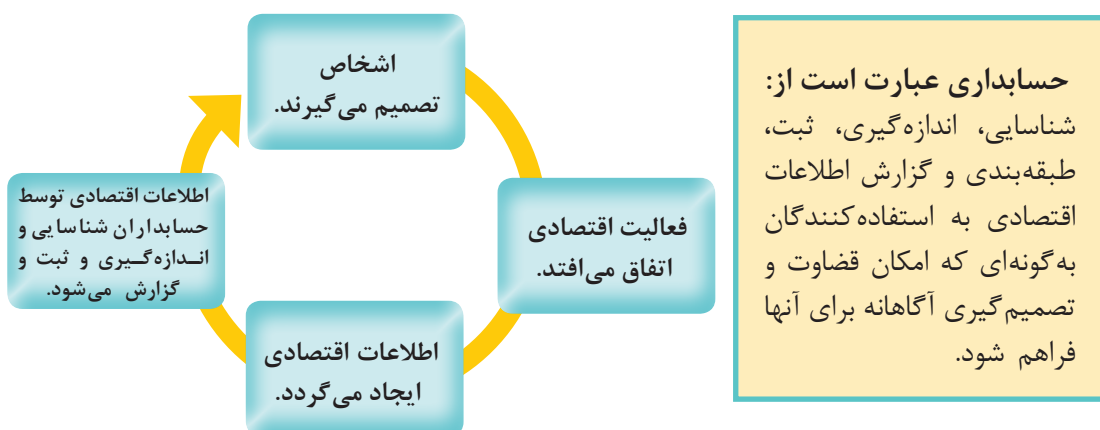 حسابداری عبارت است از:
شناسایی، اندازه‌گیری، ثبت،
طبقه‌بندی و گزارش اطلاعات
اقتصادی به استفاده‌کنندگان
به‌گونه‌ای که امکان قضاوت و
تصمیم‌گیری آگاهانه برای آنها
فراهم شود.
اشخاص
تصمیم می‌گیرند.
فعالیت اقتصادی
اتفاق می‌افتد.
اطلاعات اقتصادی
ایجاد می‌گردد.
اطلاعات اقتصادی توسط
حسابداران شناسایی و
انــدازه‌گــیری و ثبت و
گزارش می‌شود.